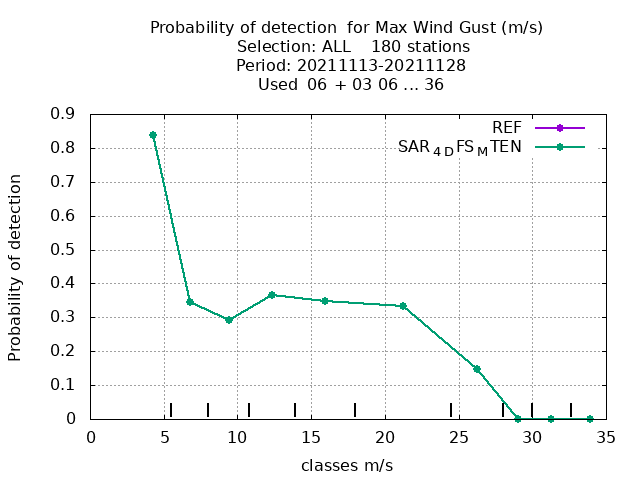 Probability of detection  for Max Wind Gust (m/s)
Selection: ALL    180 stations
Period: 20211113-20211128
Used  06 + 03 06 ... 36
REF
SAR4DFSMTEN
Probability of detection
0.9
0.8
0.7
0.6
0.5
0.4
0.3
0.2
0.1
0
0 5 10 15 20 25 30 35
classes m/s